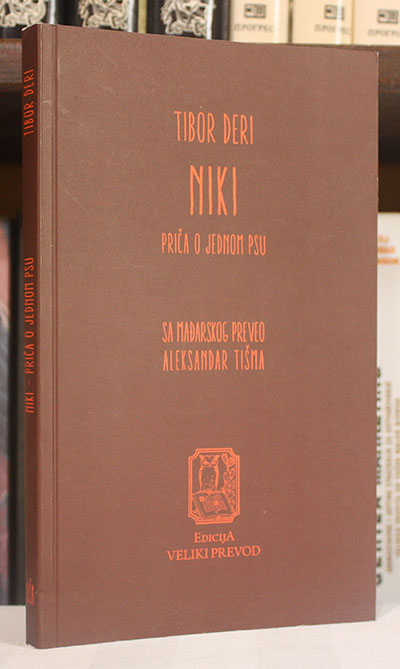 TIBOR DERI
NIKI
PRIČA O JEDNOM PSU
SA MAĐARSKOG PREVEO
ALEKSANDAR TIŠMA
EDICIJA
VELIKI PREVOD
TIBOR DERI
NIKI - PRIČA O JEDNOM PSU
ПРОГРЕС
ПРОГРЕС
ПРОГРЕС